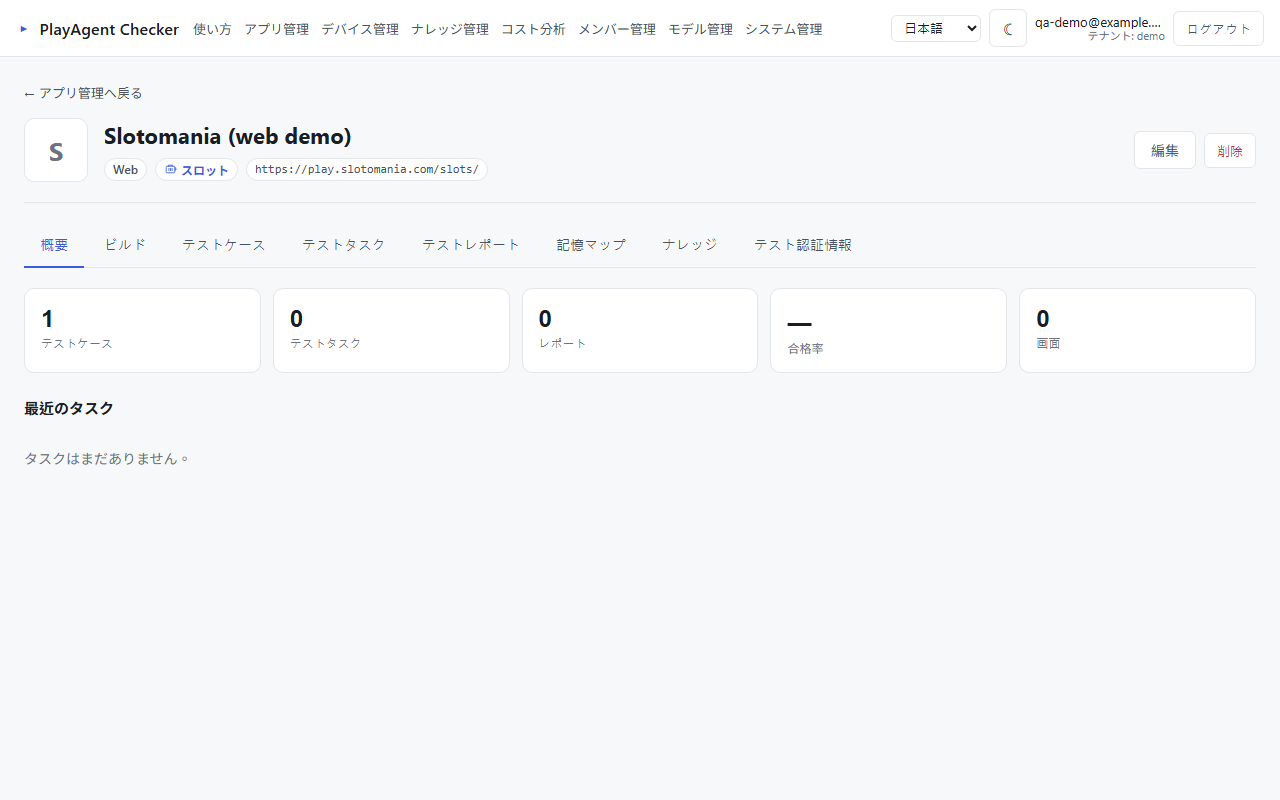 PlayAgent Checker 使い方 アプリ管理 デバイス管理 ナレッジ管理 コスト分析 メンバー管理 モデル管理 システム管理 日本語 qa-demo@example.... ログアウト
テナント: demo
← アプリ管理へ戻る
S
Slotomania (web demo)
Web スロット https://play.slotomania.com/slots/
編集 削除
概要 ビルド テストケース テストタスク テストレポート 記憶マップ ナレッジ テスト認証情報
1 0 0 — 0
テストケース テストタスク レポート 合格率 画面
最近のタスク
タスクはまだありません。